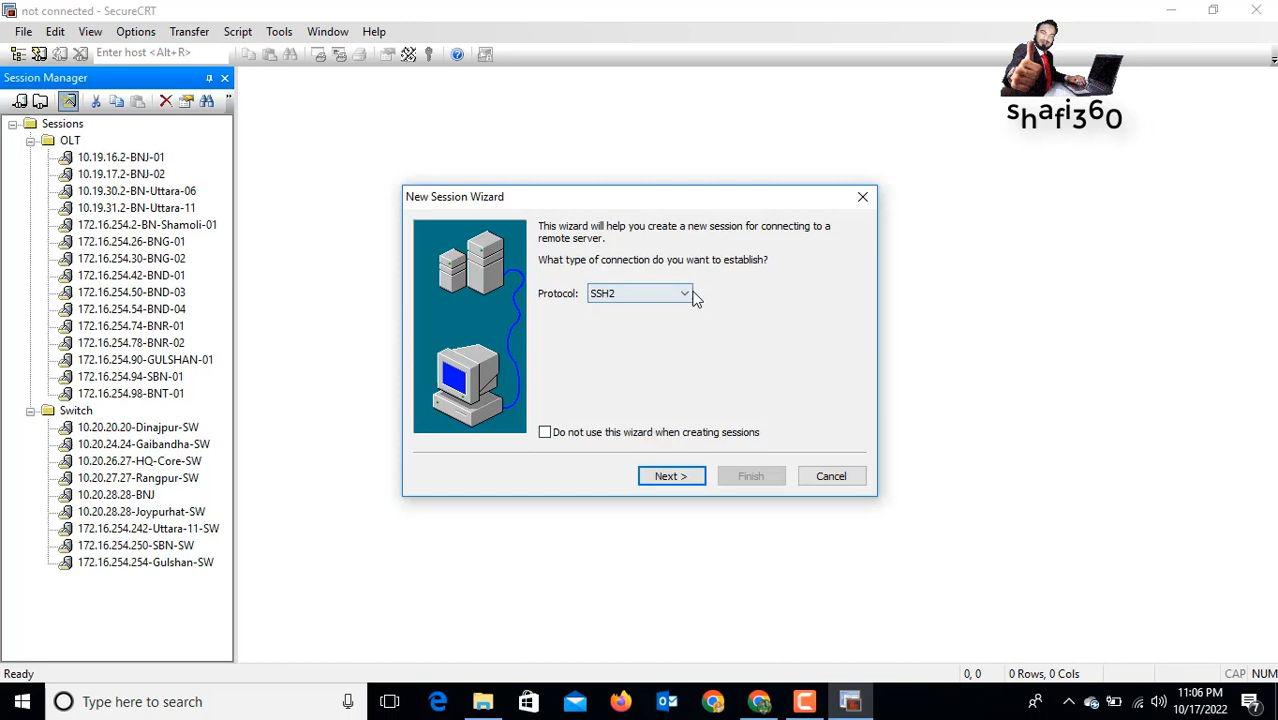 not connected - SecureCRT
File Edit View Options Transfer Script Tools Window Help
Enter host <Alt+R>
shafi360
Session Manager
Sessions
OLT
10.19.16.2-BNJ-01
10.19.17.2-BNJ-02
10.19.30.2-BN-Uttara-06
10.19.31.2-BN-Uttara-11
172.16.254.2-BN-Shamoli-01
172.16.254.26-BNG-01
172.16.254.30-BNG-02
172.16.254.42-BND-01
172.16.254.50-BND-03
172.16.254.54-BND-04
172.16.254.74-BNR-01
172.16.254.78-BNR-02
172.16.254.90-GULSHAN-01
172.16.254.94-SBN-01
172.16.254.98-BNT-01
Switch
10.20.20.20-Dinajpur-SW
10.20.24.24-Gaibandha-SW
10.20.26.27-HQ-Core-SW
10.20.27.27-Rangpur-SW
10.20.28.28-BNJ
10.20.28.28-Joypurhat-SW
172.16.254.242-Uttara-11-SW
172.16.254.250-SBN-SW
172.16.254.254-Gulshan-SW
New Session Wizard
This wizard will help you create a new session for connecting to a
remote server.
What type of connection do you want to establish?
Protocol: SSH2
Do not use this wizard when creating sessions
Next > Finish Cancel
Ready 0, 0 0 Rows, 0 Cols CAP NUM
Type here to search
11:06 PM
10/17/2022
7